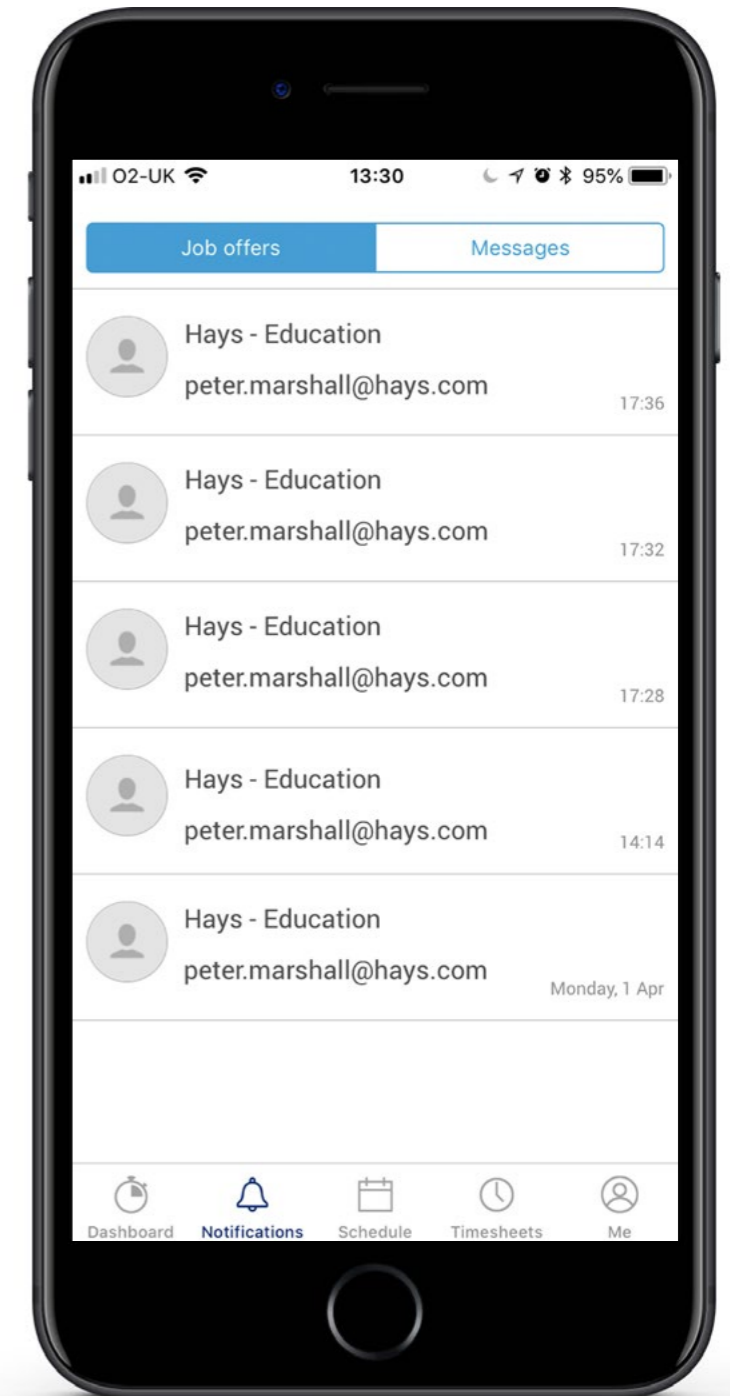 O2-UK 13:30 95%
Job offers Messages
Hays - Education
peter.marshall@hays.com
17:36
Hays - Education
peter.marshall@hays.com
17:32
Hays - Education
peter.marshall@hays.com
17:28
Hays - Education
peter.marshall@hays.com
14:14
Hays - Education
peter.marshall@hays.com
Monday, 1 Apr
Dashboard Notifications Schedule Timesheets Me